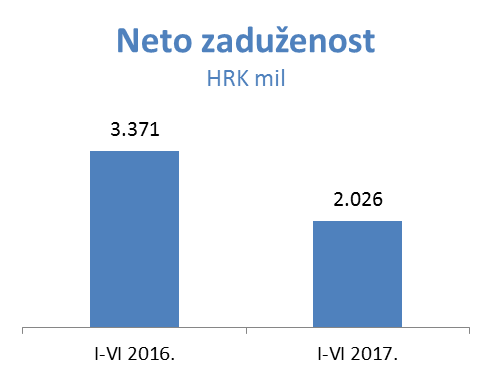 Neto zaduženost
HRK mil
3.371
2.026
I-VI 2016.
I-VI 2017.